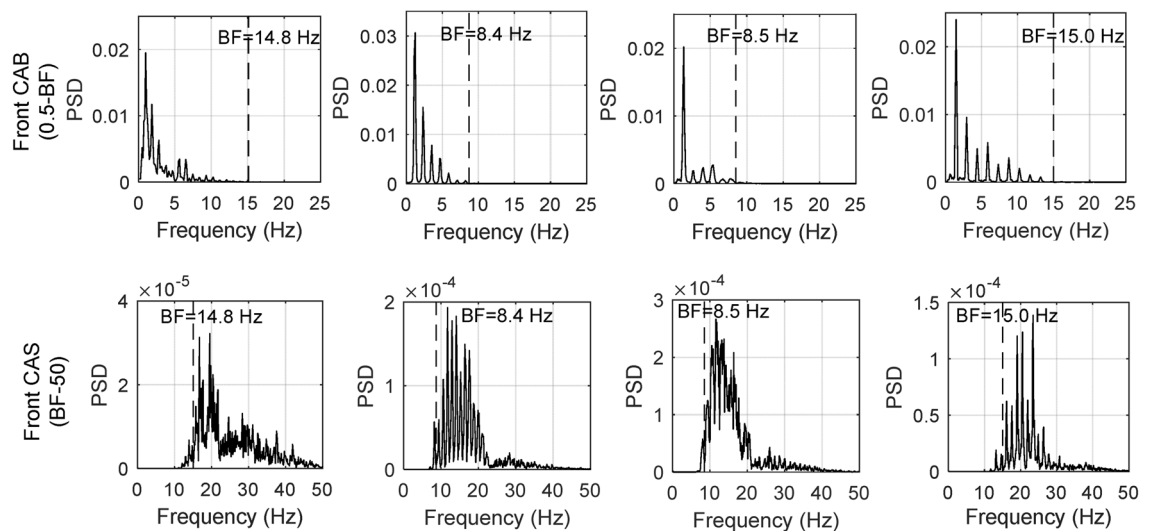 Front CAB
(0.5-BF)
PSD
0.02
0.01
0
BF=14.8 Hz
0 5 10 15 20 25
Frequency (Hz)
PSD
0.03
0.02
0.01
0
BF=8.4 Hz
0 5 10 15 20 25
Frequency (Hz)
PSD
0.02
0.01
0
BF=8.5 Hz
0 5 10 15 20 25
Frequency (Hz)
PSD
0.02
0.01
0
BF=15.0 Hz
0 5 10 15 20 25
Frequency (Hz)
Front CAS
(BF-50)
PSD
×10-5
4
2
0
BF=14.8 Hz
0 10 20 30 40 50
Frequency (Hz)
PSD
×10-4
2
1
0
BF=8.4 Hz
0 10 20 30 40 50
Frequency (Hz)
PSD
×10-4
3
2
1
0
BF=8.5 Hz
0 10 20 30 40 50
Frequency (Hz)
PSD
×10-4
1.5
1
0.5
0
BF=15.0 Hz
0 10 20 30 40 50
Frequency (Hz)